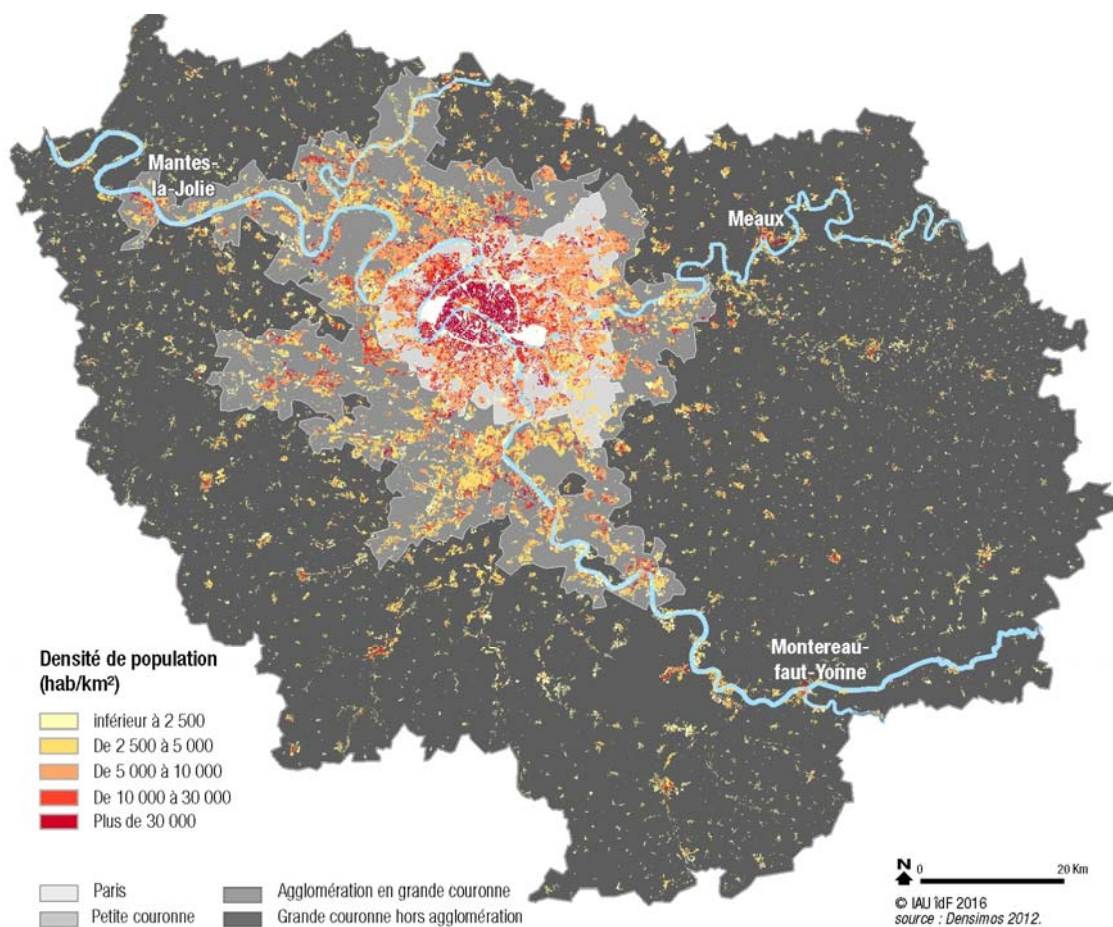 Mantes-
la-Jolie
Meaux
Montereau-
faut-Yonne
Densité de population
(hab/km²)
inférieur à 2 500
De 2 500 à 5 000
De 5 000 à 10 000
De 10 000 à 30 000
Plus de 30 000
Paris
Petite couronne
Agglomération en grande couronne
Grande couronne hors agglomération
N
0 20 Km
© IAU îdF 2016
source : Densimos 2012.